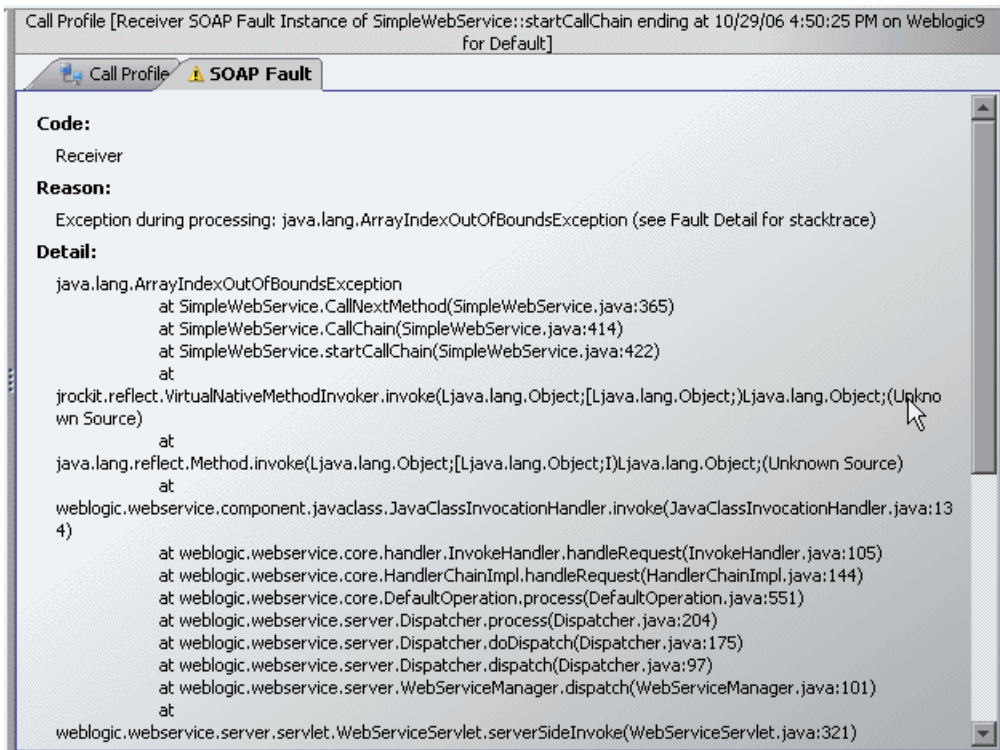 Call Profile [Receiver SOAP Fault Instance of SimpleWebService::startCallChain ending at 10/29/06 4:50:25 PM on Weblogic9
for Default]
Call Profile
SOAP Fault
Code:
Receiver
Reason:
Exception during processing: java.lang.ArrayIndexOutOfBoundsException (see Fault Detail for stacktrace)
Detail:
java.lang.ArrayIndexOutOfBoundsException
at SimpleWebService.CallNextMethod(SimpleWebService.java:365)
at SimpleWebService.CallChain(SimpleWebService.java:414)
at SimpleWebService.startCallChain(SimpleWebService.java:422)
at
jrockit.reflect.VirtualNativeMethodInvoker.invoke(Ljava.lang.Object;[Ljava.lang.Object;)Ljava.lang.Object;(Unkno
wn Source)
at
java.lang.reflect.Method.invoke(Ljava.lang.Object;[Ljava.lang.Object;I)Ljava.lang.Object;(Unknown Source)
at
weblogic.webservice.component.javaclass.JavaClassInvocationHandler.invoke(JavaClassInvocationHandler.java:13
4)
at weblogic.webservice.core.handler.InvokeHandler.handleRequest(InvokeHandler.java:105)
at weblogic.webservice.core.HandlerChainImpl.handleRequest(HandlerChainImpl.java:144)
at weblogic.webservice.core.DefaultOperation.process(DefaultOperation.java:551)
at weblogic.webservice.server.Dispatcher.process(Dispatcher.java:204)
at weblogic.webservice.server.Dispatcher.doDispatch(Dispatcher.java:175)
at weblogic.webservice.server.Dispatcher.dispatch(Dispatcher.java:97)
at weblogic.webservice.server.WebServiceManager.dispatch(WebServiceManager.java:101)
at
weblogic.webservice.server.servlet.WebServiceServlet.serverSideInvoke(WebServiceServlet.java:321)